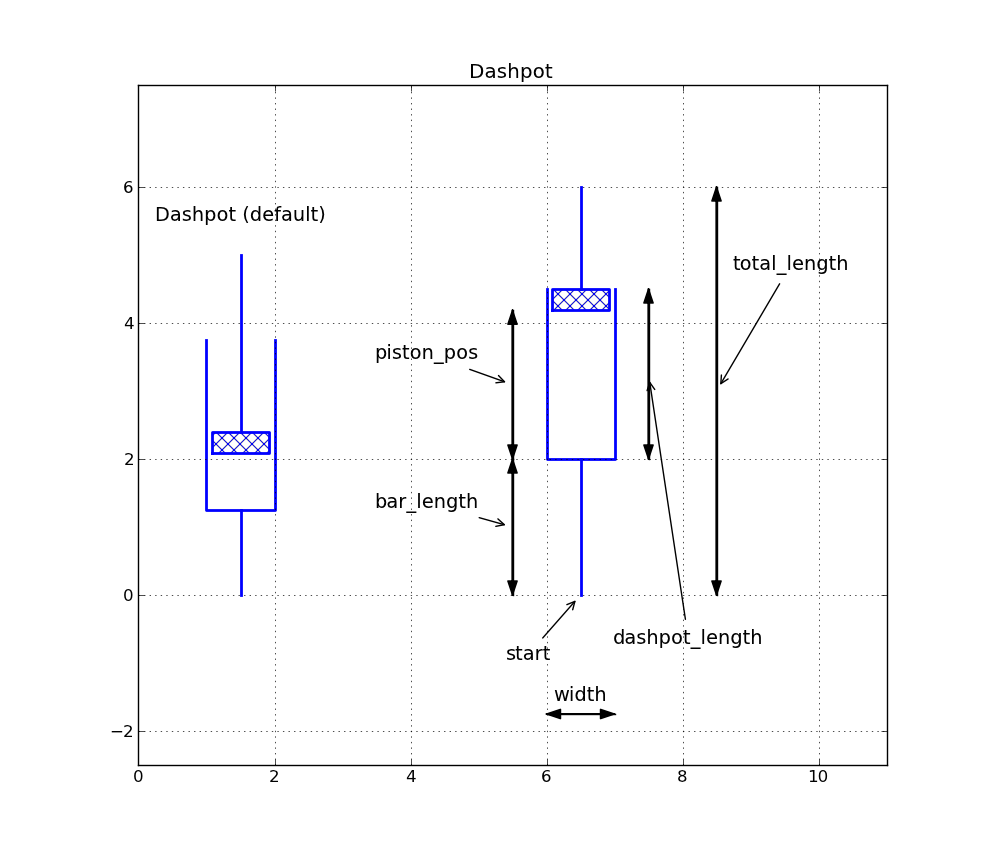 Dashpot
6
Dashpot (default)
total_length
4
piston_pos
2
bar_length
0
dashpot_length
start
width
−2
0 2 4 6 8 10